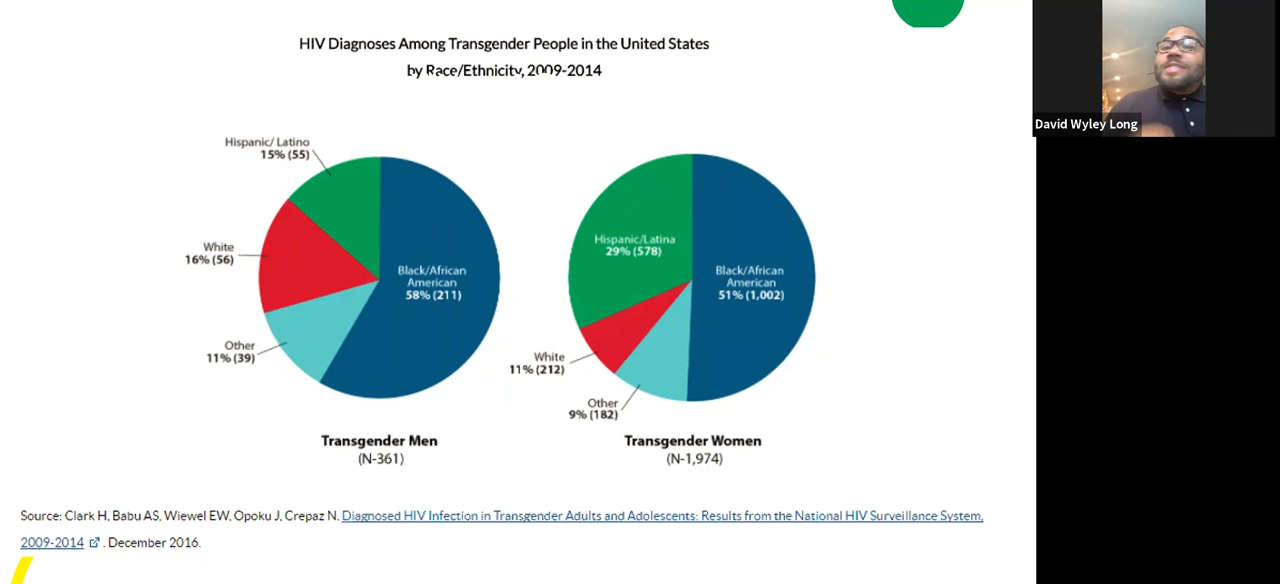 HIV Diagnoses Among Transgender People in the United States
by Race/Ethnicity, 2009-2014
David Wyley Long
Hispanic/ Latino
15% (55)
White
16% (56)
Other
11% (39)
Black/African
American
58% (211)
Transgender Men
(N-361)
Hispanic/Latina
29% (578)
White
11% (212)
Other
9% (182)
Black/African
American
51% (1,002)
Transgender Women
(N-1,974)
Source: Clark H, Babu AS, Wiewel EW, Opoku J, Crepaz N. Diagnosed HIV Infection in Transgender Adults and Adolescents: Results from the National HIV Surveillance System,
2009-2014 . December 2016.